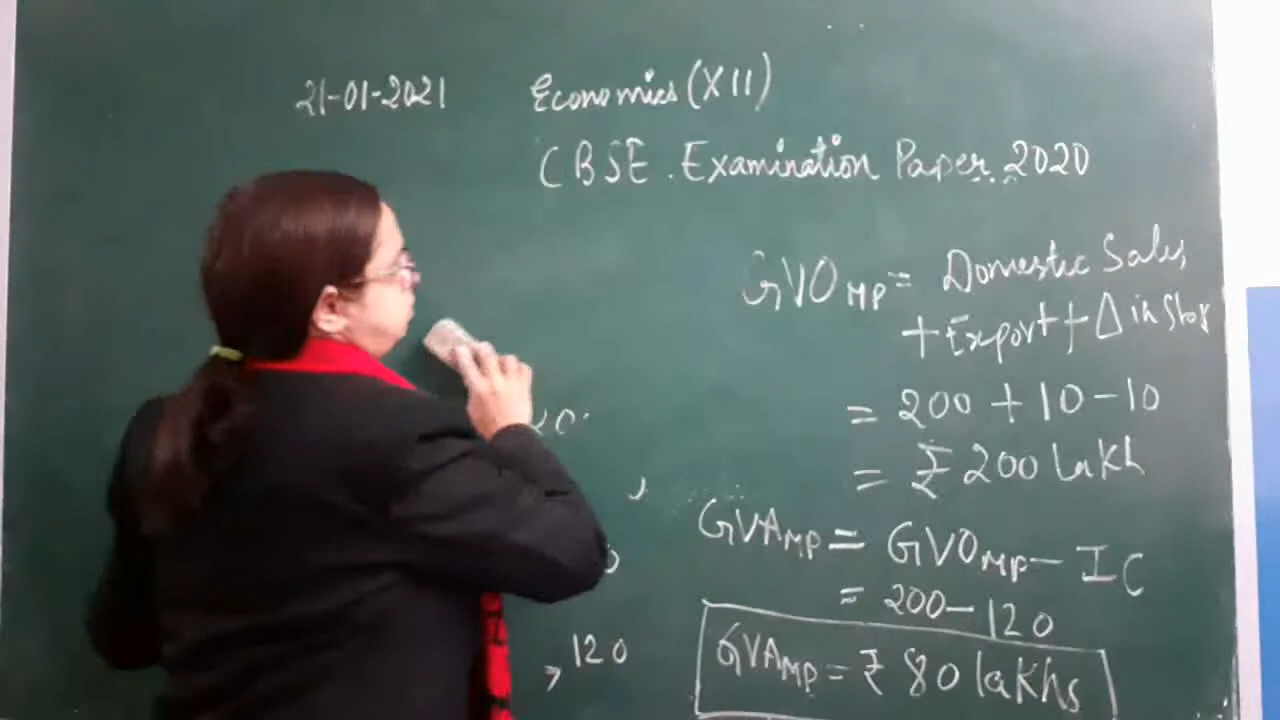 21-01-2021 Economics (XII)
CBSE. Examination Paper 2020
GVO MP = Domestic Sales
+ Export + Δ in Stor
= 200 + 10 - 10
= ₹ 200 lakh
GVA MP = GVO MP - IC
= 200 - 120
GVA MP = ₹ 80 lakhs
, 120